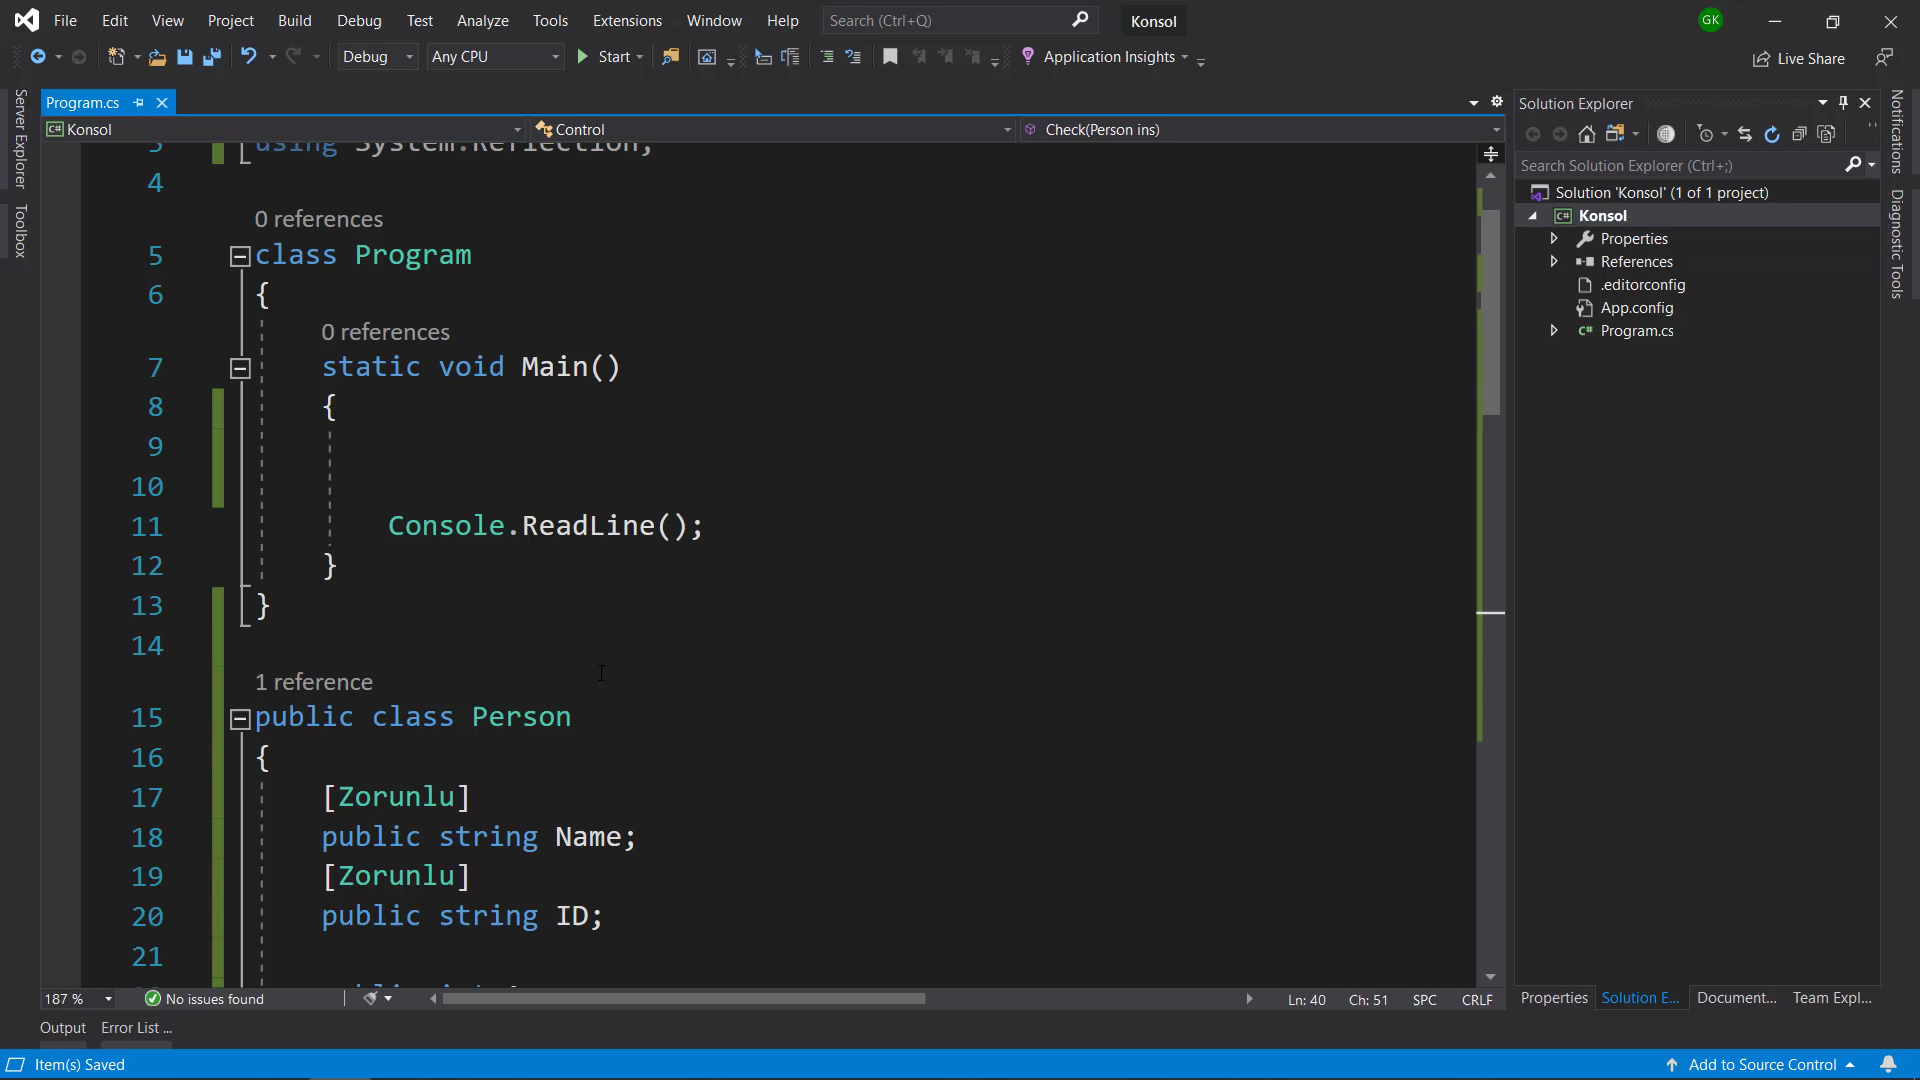 File Edit View Project Build Debug Test Analyze Tools Extensions Window Help Search (Ctrl+Q) Konsol GK
Debug Any CPU Start Application Insights Live Share
Program.cs
Konsol Control Check(Person ins)
3 using System.Reflection;
4
0 references
5 class Program
6 {
0 references
7 static void Main()
8 {
9
10
11 Console.ReadLine();
12 }
13 }
14
1 reference
15 public class Person
16 {
17 [Zorunlu]
18 public string Name;
19 [Zorunlu]
20 public string ID;
21
187 % No issues found Ln: 40 Ch: 51 SPC CRLF
Output Error List ...
Item(s) Saved Add to Source Control
Server Explorer
Toolbox
Solution Explorer
Search Solution Explorer (Ctrl+;)
Solution 'Konsol' (1 of 1 project)
C# Konsol
Properties
References
.editorconfig
App.config
C# Program.cs
Properties Solution E... Document... Team Expl...
Notifications
Diagnostic Tools